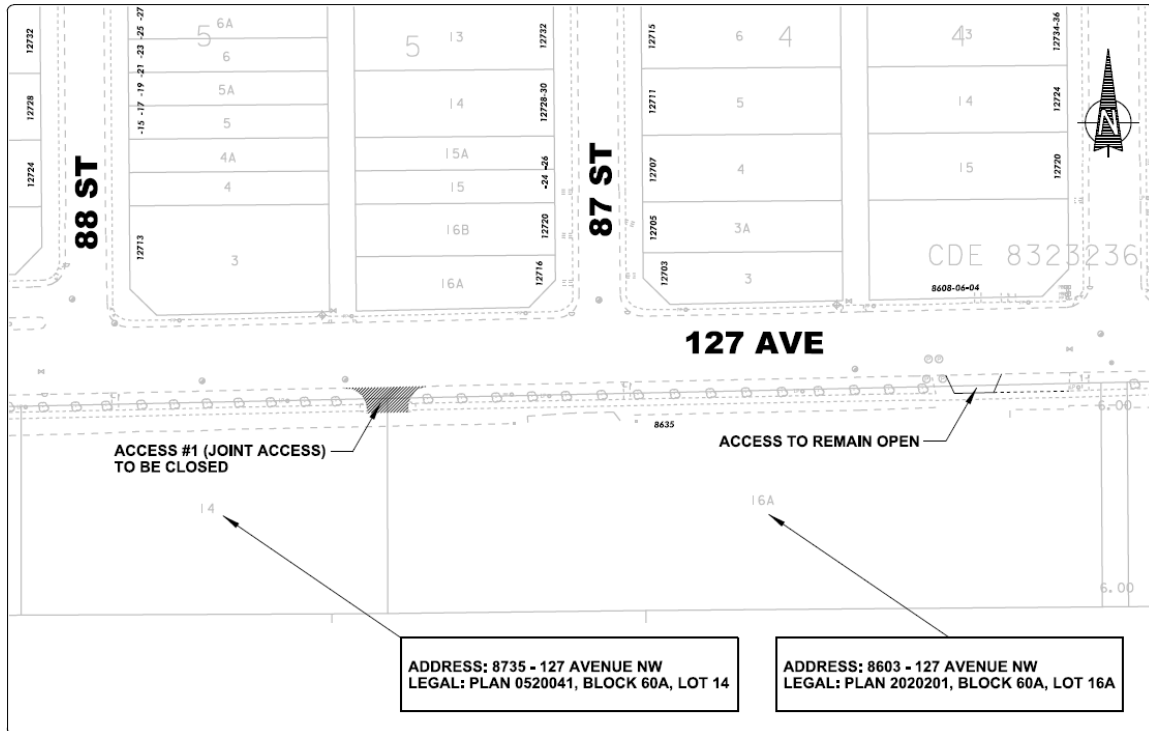 -27
-25
-23
-21
-19
-17
-15
12732
12728
12724
88 ST
12713
6A
5
6
5A
5
4A
4
3
5
13
14
15A
15
16B
16A
12732
12728-30
-26
-24
12720
12716
87 ST
12715
12711
12707
12705
12703
6
4
5
4
3A
3
4
13
14
15
12734-36
12724
12720
N
CDE 8323236
8608-06-04
127 AVE
ACCESS #1 (JOINT ACCESS)
TO BE CLOSED
8635
ACCESS TO REMAIN OPEN
6.00
14
16A
6.00
ADDRESS: 8735 - 127 AVENUE NW
LEGAL: PLAN 0520041, BLOCK 60A, LOT 14
ADDRESS: 8603 - 127 AVENUE NW
LEGAL: PLAN 2020201, BLOCK 60A, LOT 16A